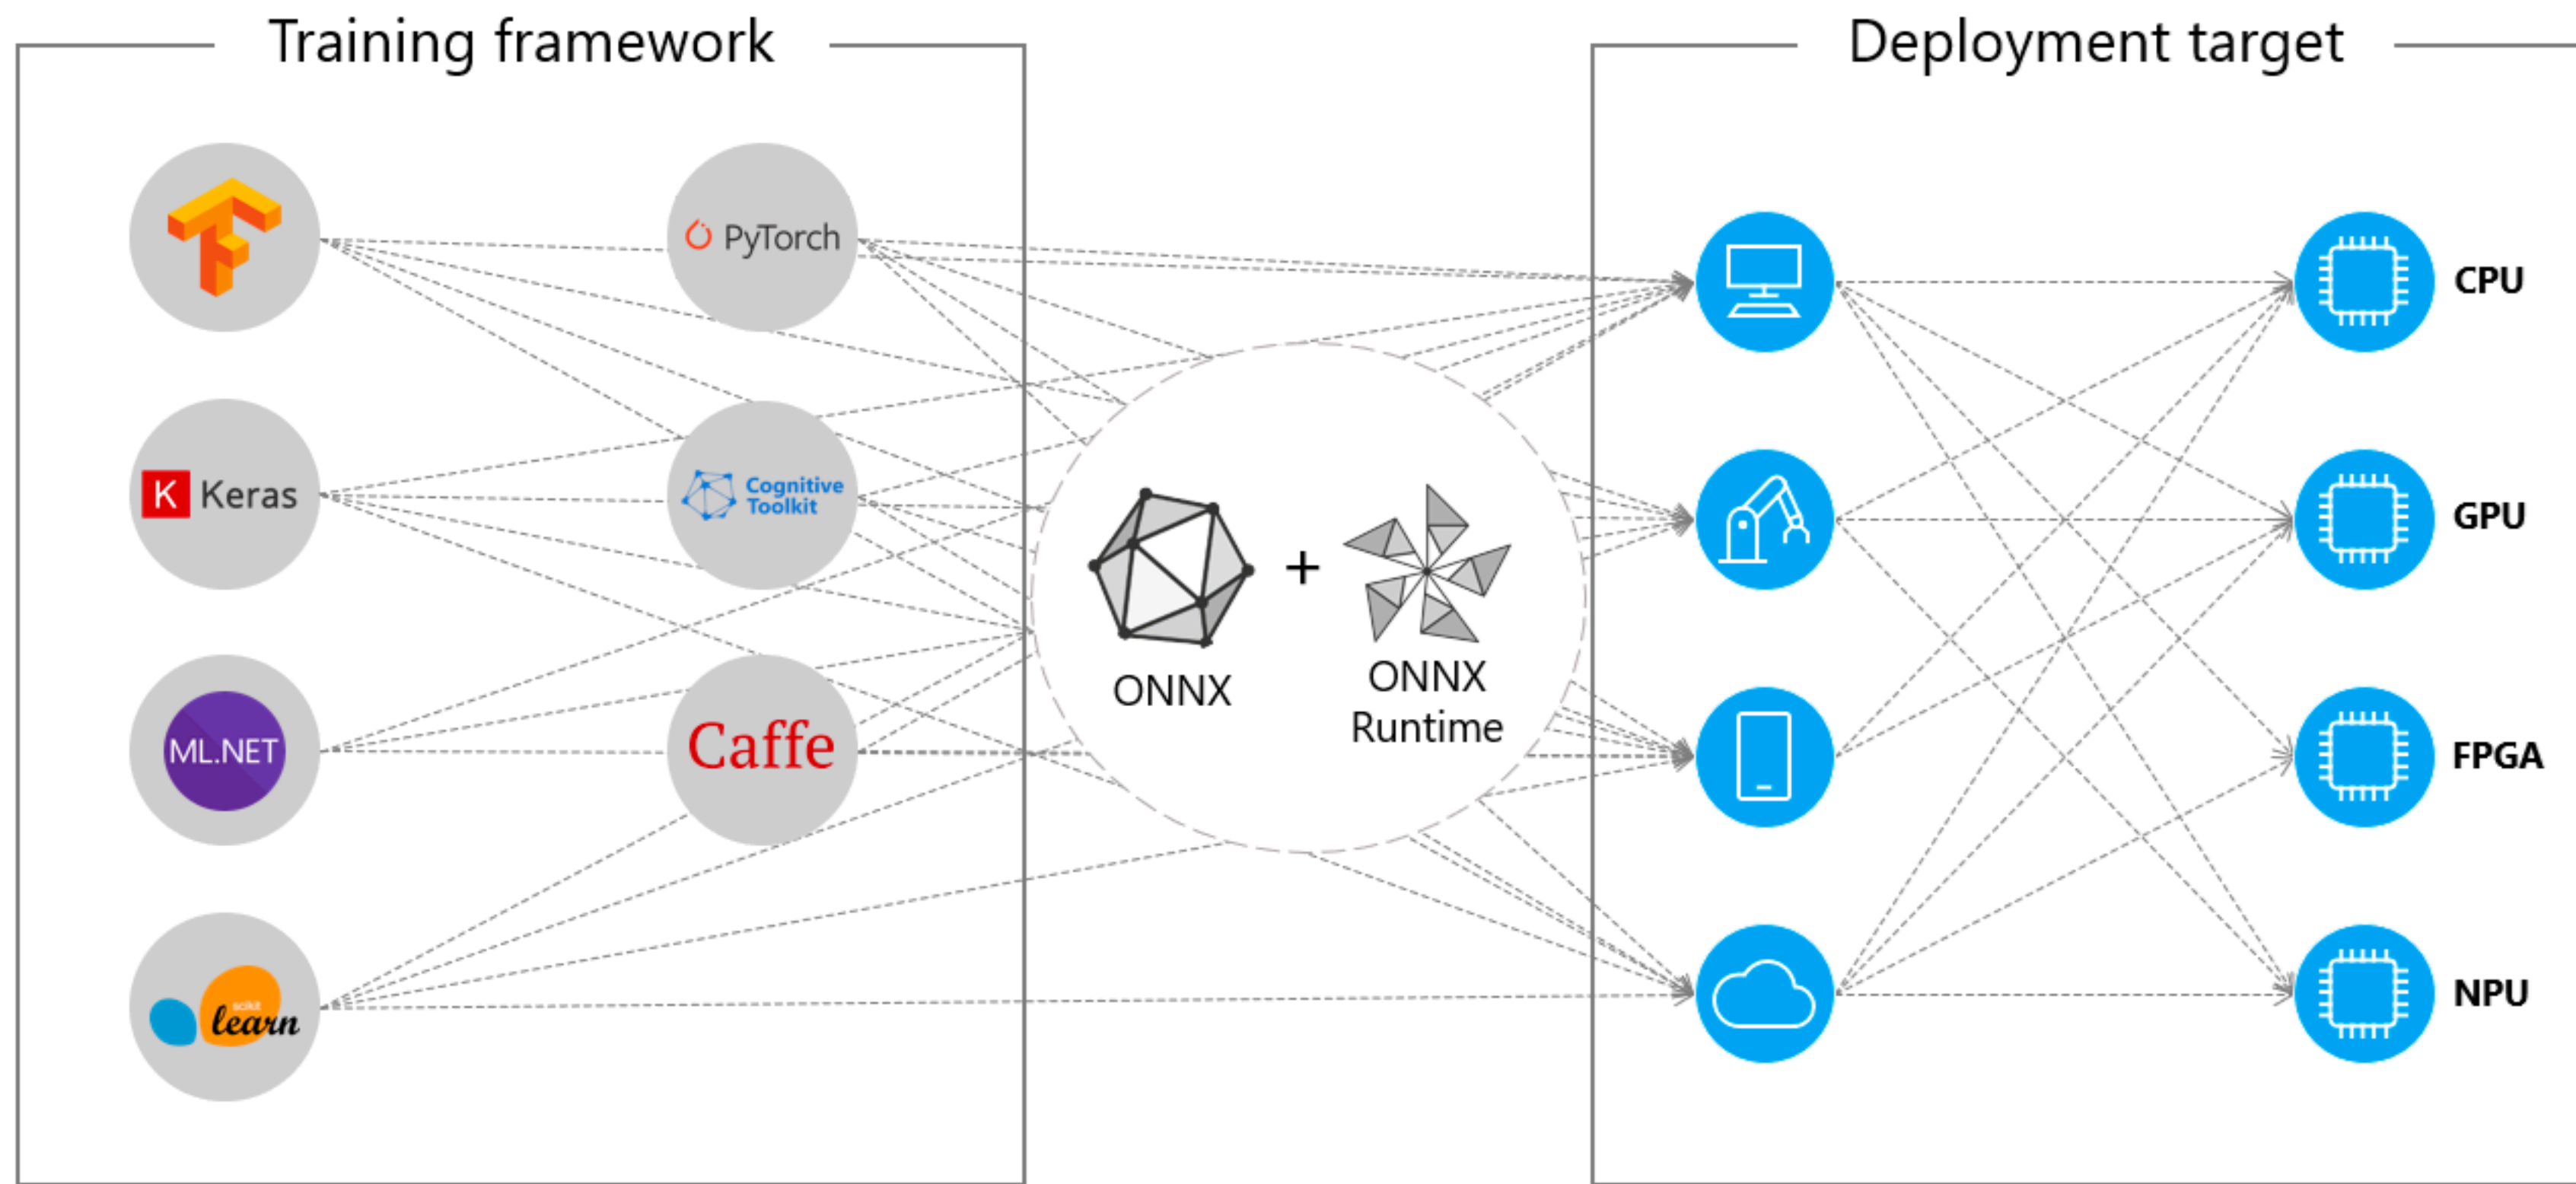 Training framework
Deployment target
PyTorch
CPU
K Keras
Cognitive
Toolkit
GPU
ONNX
+
ONNX
Runtime
ML.NET
Caffe
FPGA
scikit
learn
NPU